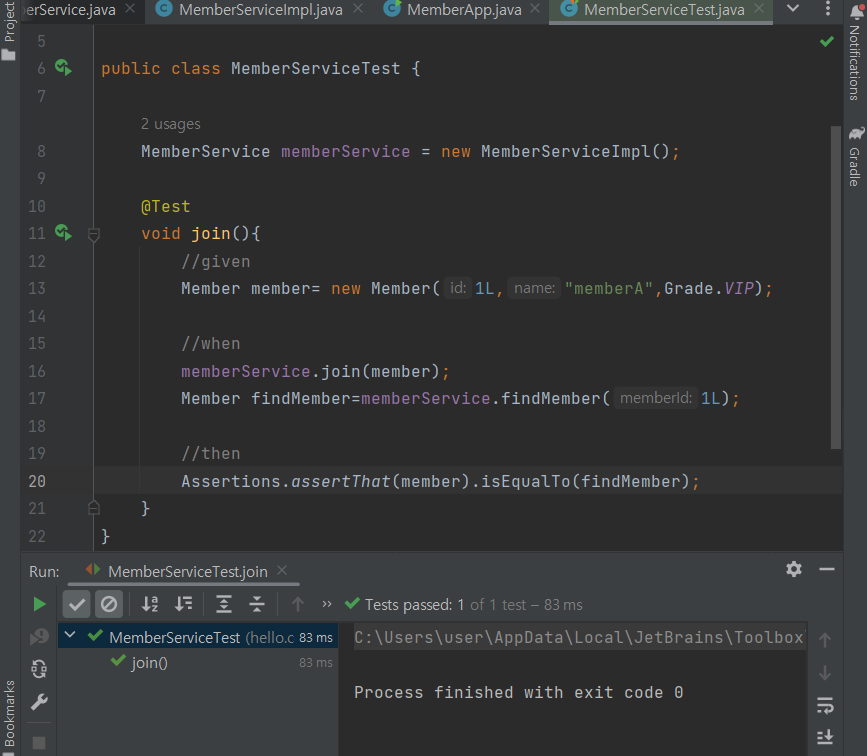 Project
erService.java MemberServiceImpl.java MemberApp.java MemberServiceTest.java
Notifications
Gradle
5
6 public class MemberServiceTest {
7
2 usages
8 MemberService memberService = new MemberServiceImpl();
9
10 @Test
11 void join(){
12 //given
13 Member member= new Member( id: 1L, name: "memberA",Grade.VIP);
14
15 //when
16 memberService.join(member);
17 Member findMember=memberService.findMember( memberId: 1L);
18
19 //then
20 Assertions.assertThat(member).isEqualTo(findMember);
21 }
22 }
Run: MemberServiceTest.join
Tests passed: 1 of 1 test – 83 ms
MemberServiceTest (hello.c 83 ms
join() 83 ms
C:\Users\user\AppData\Local\JetBrains\Toolbox
Process finished with exit code 0
Bookmarks